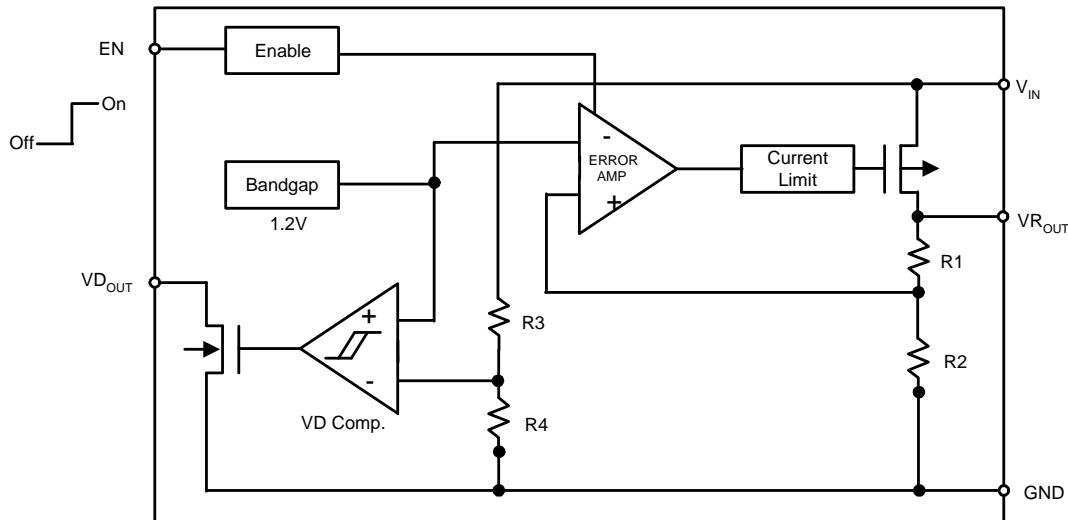 EN
Enable
On
Off
V_IN
-
ERROR
AMP
+
Current
Limit
Bandgap
1.2V
VR_OUT
R1
VD_OUT
+
R3
R2
-
VD Comp.
R4
GND